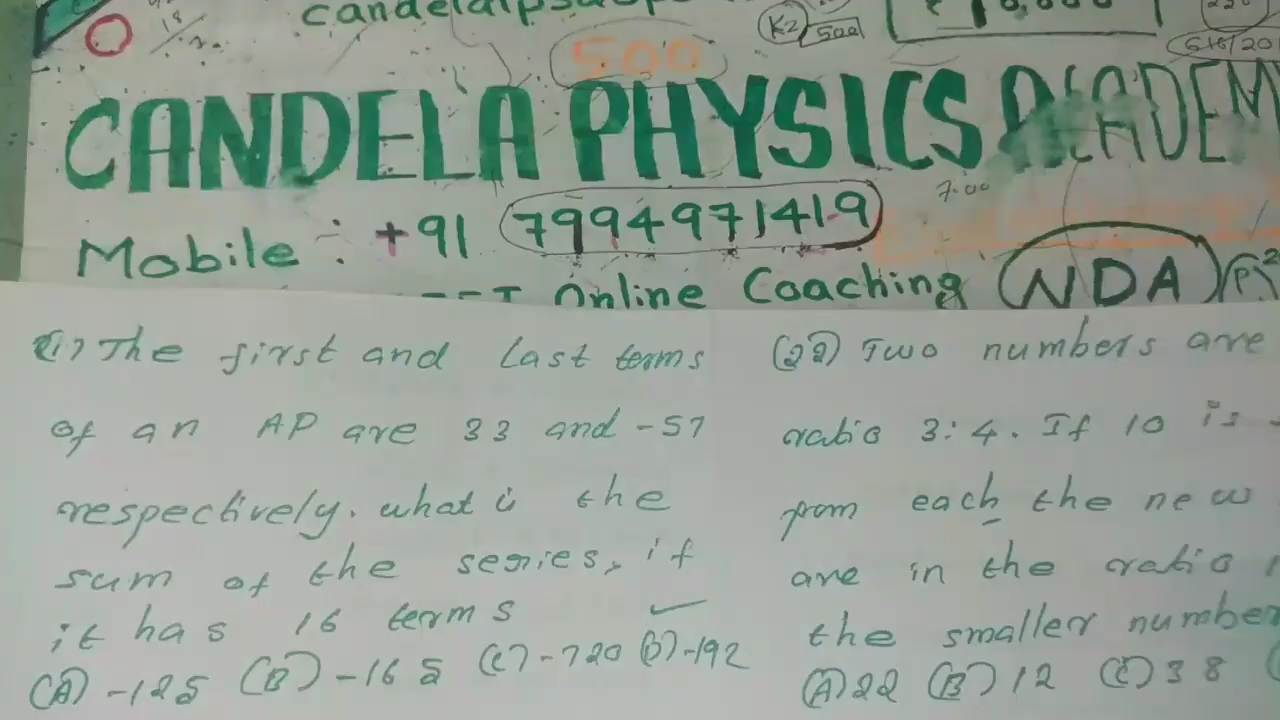 500
K2 500
CANDELA PHYSICS ACADEM
7.00
Mobile : +91 7994971419
Online Coaching NDA
The first and last terms
of an AP are 33 and -57
respectively. what is the
sum of the series, if
it has 16 terms
(A) -125 (B) -165 (C) -720 (D) -192
(22) Two numbers are
ratio 3:4. If 10 is
from each the new
are in the ratio
the smaller number
(A) 22 (B) 12 (C) 38